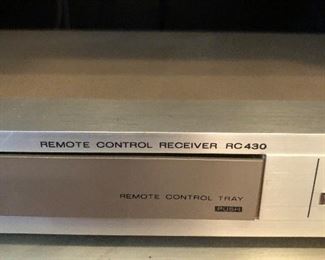 REMOTE CONTROL RECEIVER RC430
REMOTE CONTROL TRAY
PUSH